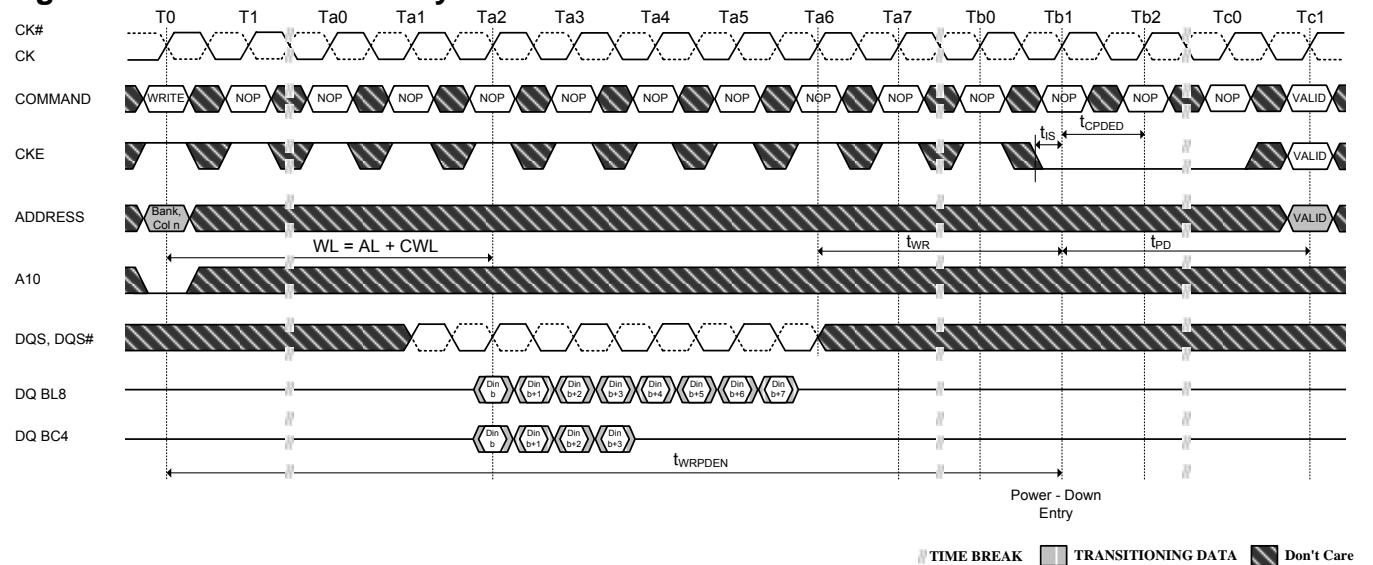 T0 T1 Ta0 Ta1 Ta2 Ta3 Ta4 Ta5 Ta6 Ta7 Tb0 Tb1 Tb2 Tc0 Tc1
CK#
CK
COMMAND WRITE NOP NOP NOP NOP NOP NOP NOP NOP NOP NOP NOP NOP NOP VALID
tIS tCPDED
CKE VALID
ADDRESS Bank, Col n VALID
WL = AL + CWL tWR tPD
A10
DQS, DQS#
DQ BL8 Din b Din b+1 Din b+2 Din b+3 Din b+4 Din b+5 Din b+6 Din b+7
DQ BC4 Din b Din b+1 Din b+2 Din b+3
tWRPDEN
Power - Down
Entry
TIME BREAK TRANSITIONING DATA Don't Care